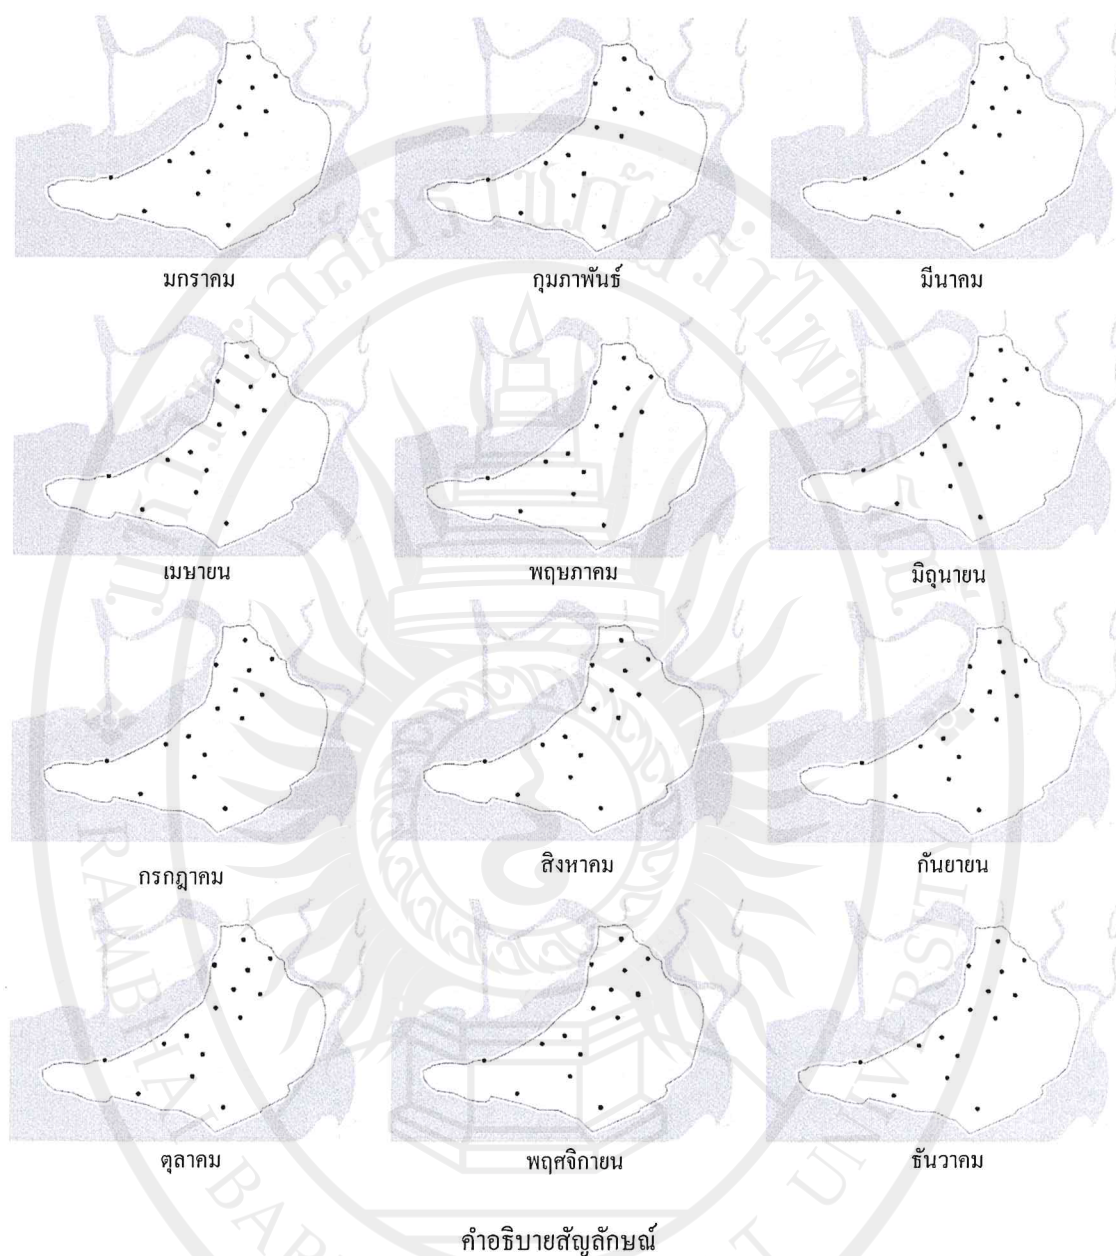 มกราคม
กุมภาพันธ์
มีนาคม
เมษายน
พฤษภาคม
มิถุนายน
กรกฎาคม
สิงหาคม
กันยายน
ตุลาคม
พฤศจิกายน
ธันวาคม
คำอธิบายสัญลักษณ์